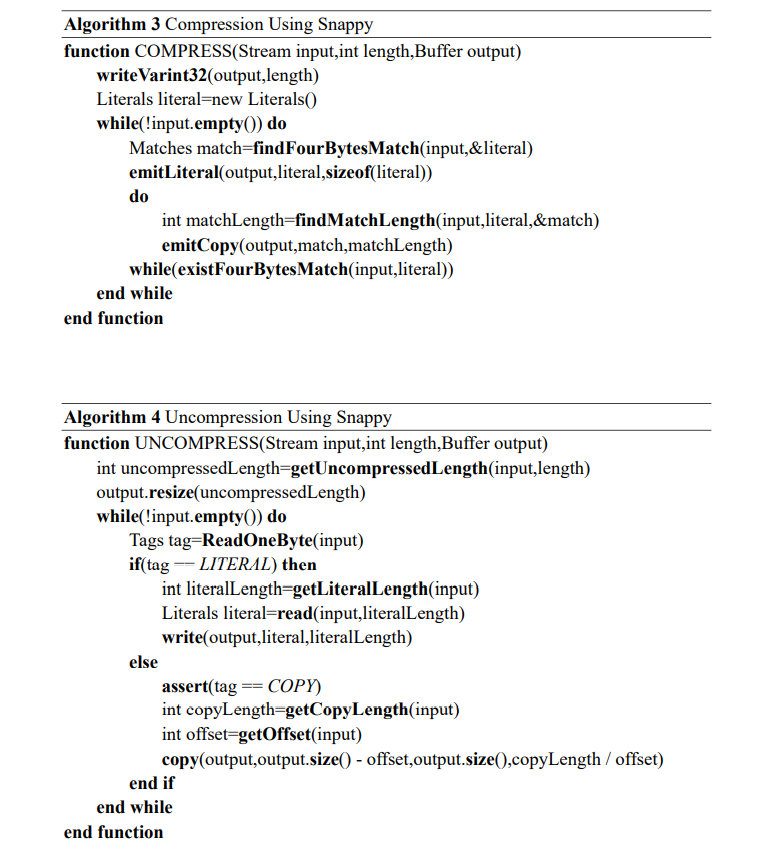 Algorithm 3 Compression Using Snappy
function COMPRESS(Stream input,int length,Buffer output)
writeVarint32(output,length)
Literals literal=new Literals()
while(!input.empty()) do
Matches match=findFourBytesMatch(input,&literal)
emitLiteral(output,literal,sizeof(literal))
do
int matchLength=findMatchLength(input,literal,&match)
emitCopy(output,match,matchLength)
while(existFourBytesMatch(input,literal))
end while
end function
Algorithm 4 Uncompression Using Snappy
function UNCOMPRESS(Stream input,int length,Buffer output)
int uncompressedLength=getUncompressedLength(input,length)
output.resize(uncompressedLength)
while(!input.empty()) do
Tags tag=ReadOneByte(input)
if(tag == LITERAL) then
int literalLength=getLiteralLength(input)
Literals literal=read(input,literalLength)
write(output,literal,literalLength)
else
assert(tag == COPY)
int copyLength=getCopyLength(input)
int offset=getOffset(input)
copy(output,output.size() - offset,output.size(),copyLength / offset)
end if
end while
end function